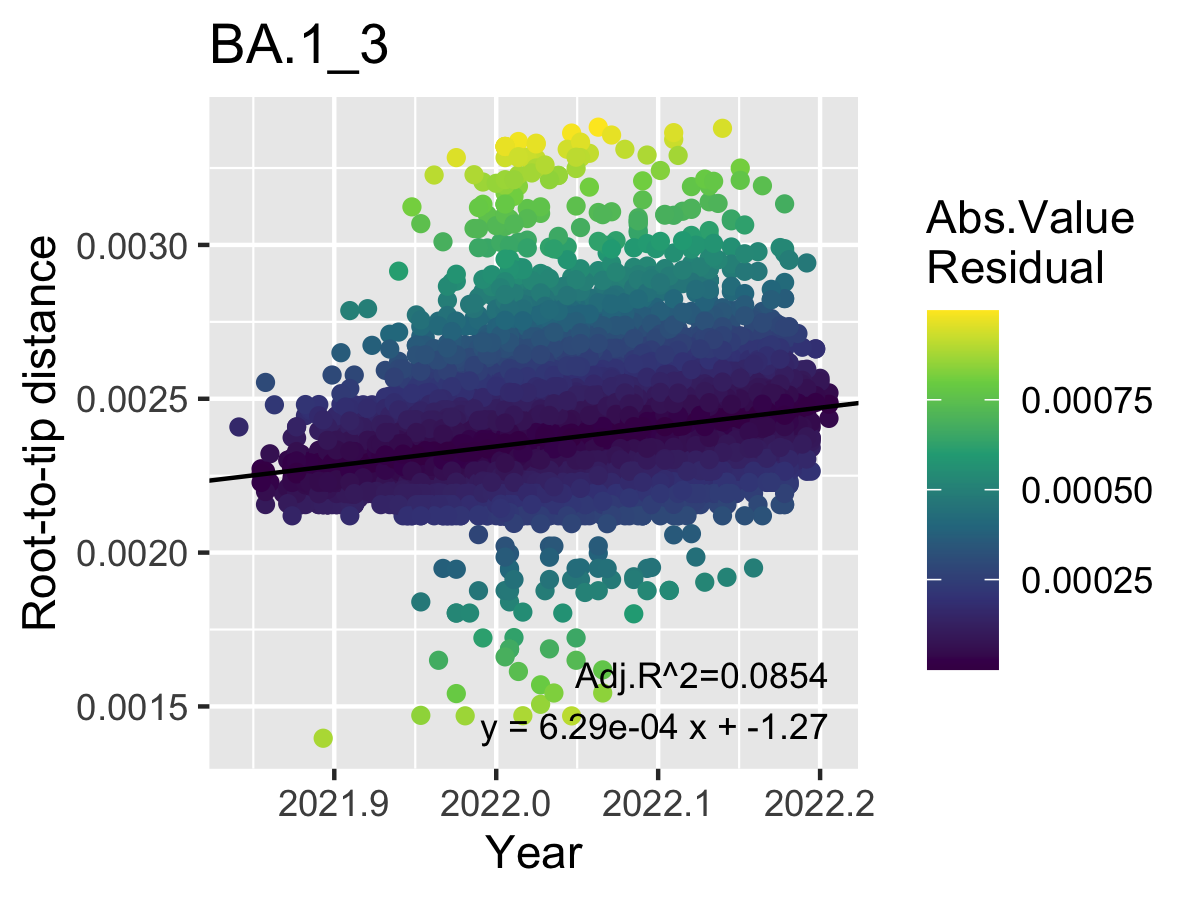 BA.1_3
Root-to-tip distance
0.0030
0.0025
0.0020
0.0015
Adj.R^2=0.0854
y = 6.29e-04 x + -1.27
2021.9 2022.0 2022.1 2022.2
Year
Abs.Value
Residual
0.00075
0.00050
0.00025